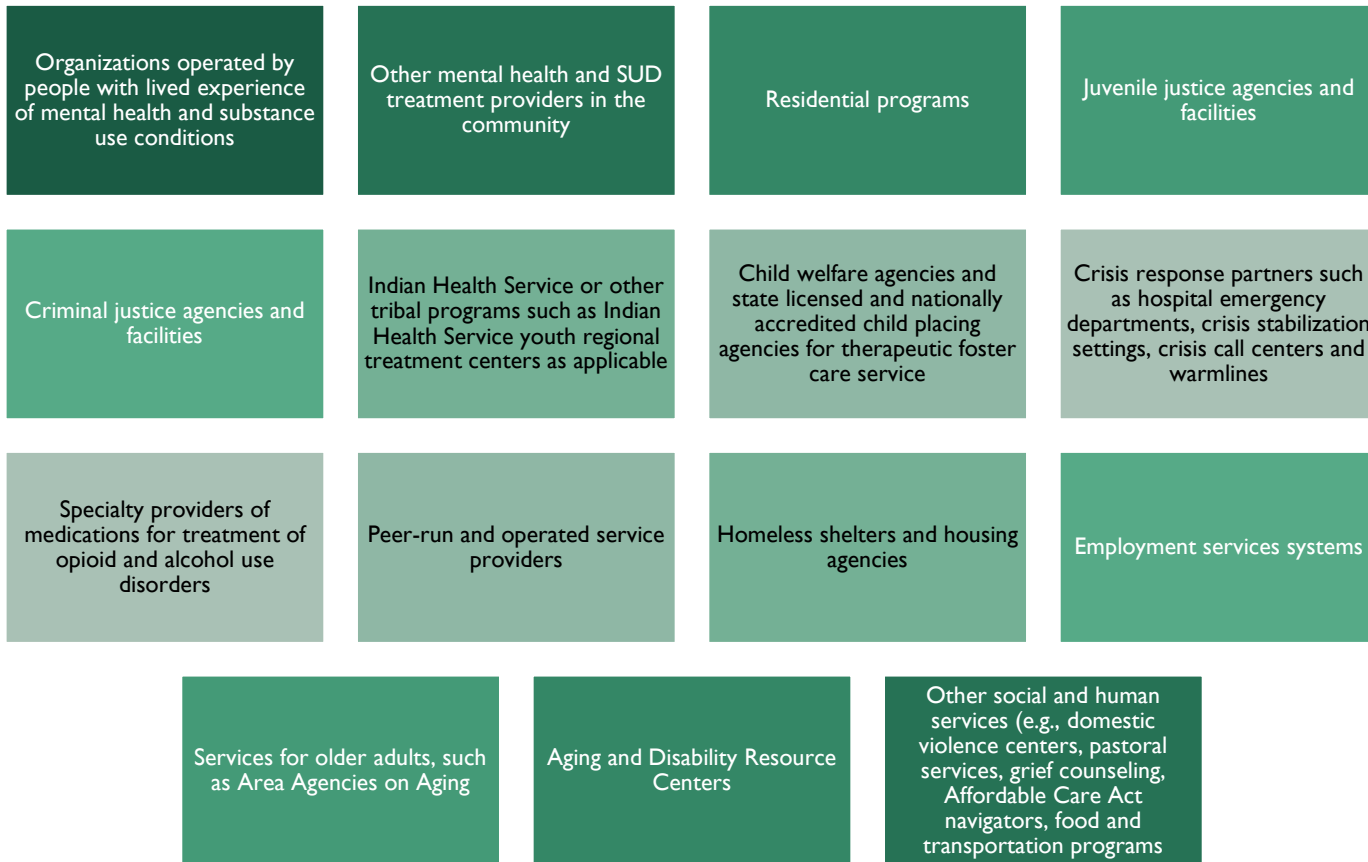 Organizations operated by
people with lived experience
of mental health and substance
use conditions
Other mental health and SUD
treatment providers in the
community
Residential programs
Juvenile justice agencies and
facilities
Criminal justice agencies and
facilities
Indian Health Service or other
tribal programs such as Indian
Health Service youth regional
treatment centers as applicable
Child welfare agencies and
state licensed and nationally
accredited child placing
agencies for therapeutic foster
care service
Crisis response partners such
as hospital emergency
departments, crisis stabilization
settings, crisis call centers and
warmlines
Specialty providers of
medications for treatment of
opioid and alcohol use
disorders
Peer-run and operated service
providers
Homeless shelters and housing
agencies
Employment services systems
Services for older adults, such
as Area Agencies on Aging
Aging and Disability Resource
Centers
Other social and human
services (e.g., domestic
violence centers, pastoral
services, grief counseling,
Affordable Care Act
navigators, food and
transportation programs